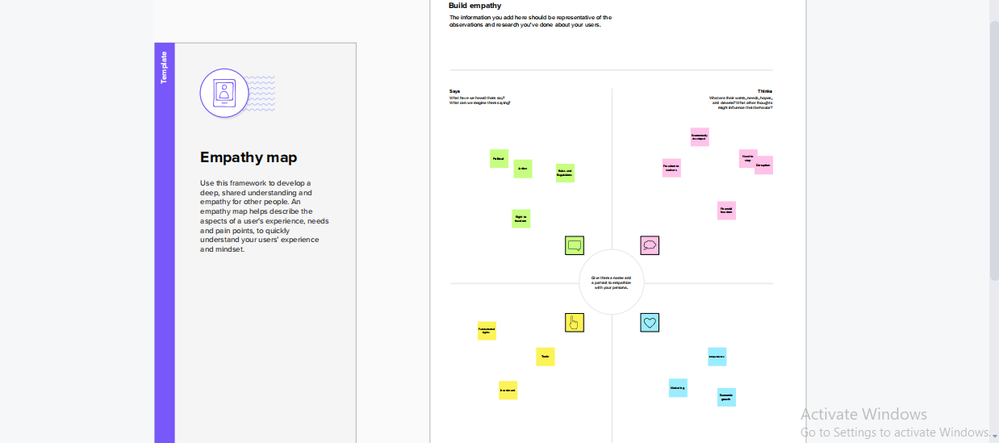 Build empathy
The information you add here should be representative of the
observations and research you've done about your users.
Template
Empathy map
Use this framework to develop a
deep, shared understanding and
empathy for other people. An
empathy map helps describe the
aspects of a user's experience, needs
and pain points, to quickly
understand your users' experience
and mindset.
Says
What have we heard them say?
What can we imagine them saying?
Thinks
What are their wants, needs, hopes,
and dreams? What other thoughts
might influence their behavior?
Political
Justice
Rules and
Regulations
Right to
freedom
Economically
developed
Freedom to
workers
Need to
stop
Corruption
Financial
freedom
Give them a name and
a portrait to empathize
with your persona.
Fundamental
rights
Trade
Investment
Marketing
Economic
growth
Activate Windows
Go to Settings to activate Windows.